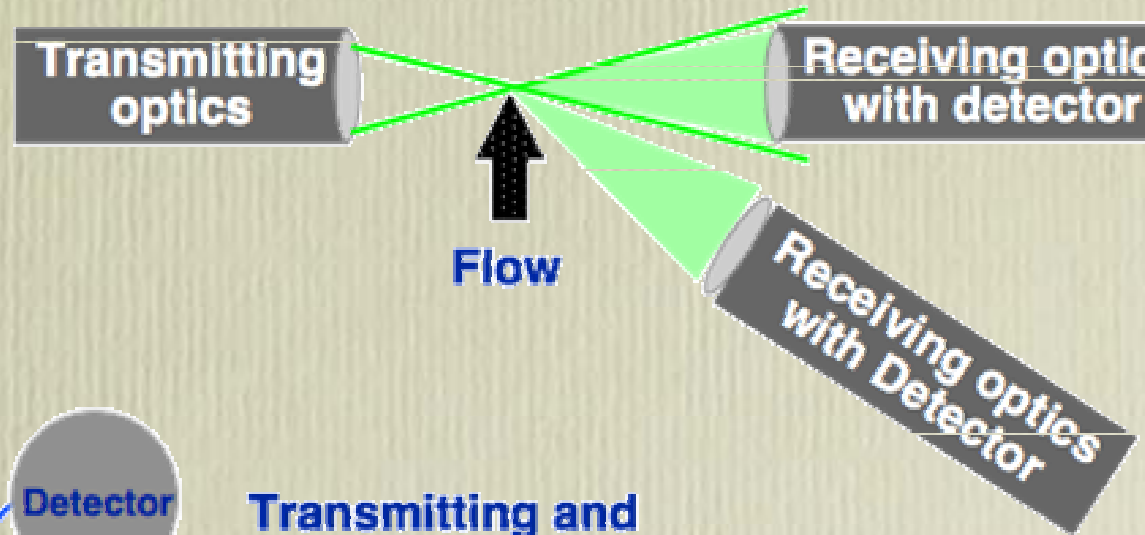 Transmitting
optics
Receiving optic
with detector
Flow
Receiving optics
with Detector
Detector
Transmitting and